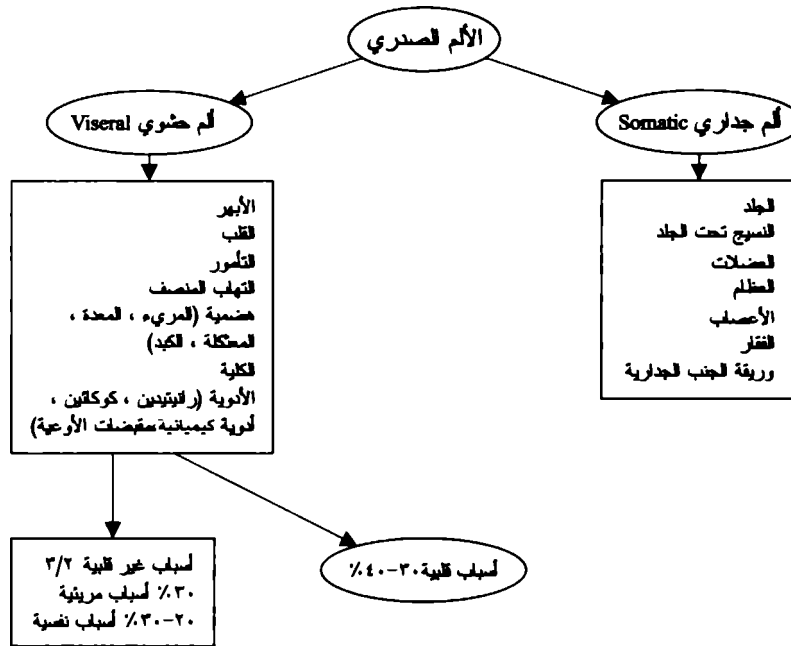 الألم الصدري
ألم جداري Somatic
ألم حشوي Viseral
الجلد
النسيج تحت الجلد
العضلات
العظام
الأعصاب
الفقار
وريقة الجنب الجدارية
الأبهر
القلب
التأمور
التهاب المنصف
هضمية (المريء ، المعدة ،
المعثكلة ، الكبد)
الكلية
الأدوية (رانيتيدين ، كوكائين ،
أدوية كيميائية مقبضات الأوعية)
أسباب قلبية ٣٠-٤٠٪
أسباب غير قلبية ٣/٢
٣٠٪ أسباب مريئية
٢٠-٣٠٪ أسباب نفسية